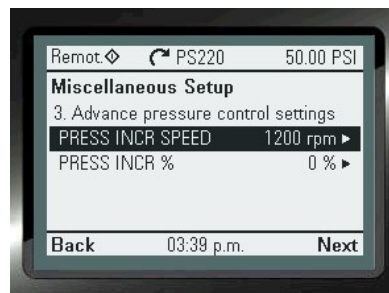 Remot. PS220 50.00 PSI
Miscellaneous Setup
3. Advance pressure control settings
PRESS INCR SPEED 1200 rpm ►
PRESS INCR % 0 % ►
Back 03:39 p.m. Next